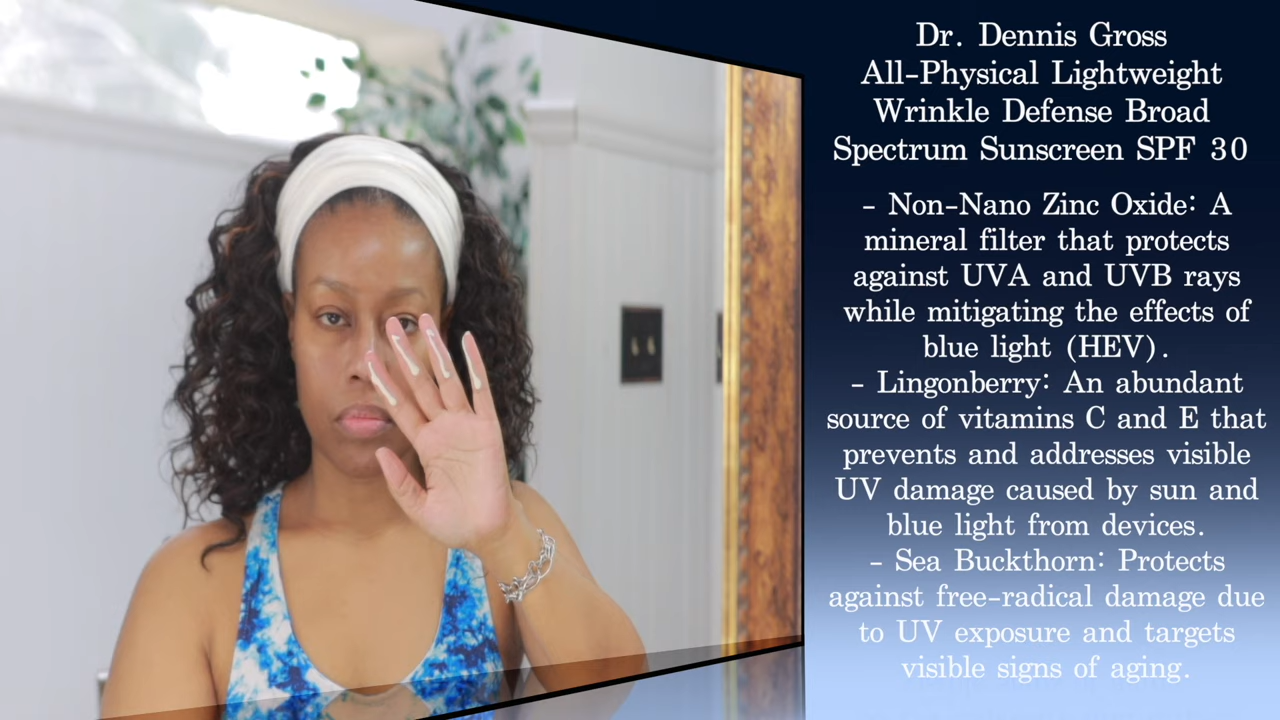 Dr. Dennis Gross
All-Physical Lightweight
Wrinkle Defense Broad
Spectrum Sunscreen SPF 30
- Non-Nano Zinc Oxide: A
mineral filter that protects
against UVA and UVB rays
while mitigating the effects of
blue light (HEV).
- Lingonberry: An abundant
source of vitamins C and E that
prevents and addresses visible
UV damage caused by sun and
blue light from devices.
- Sea Buckthorn: Protects
against free-radical damage due
to UV exposure and targets
visible signs of aging.